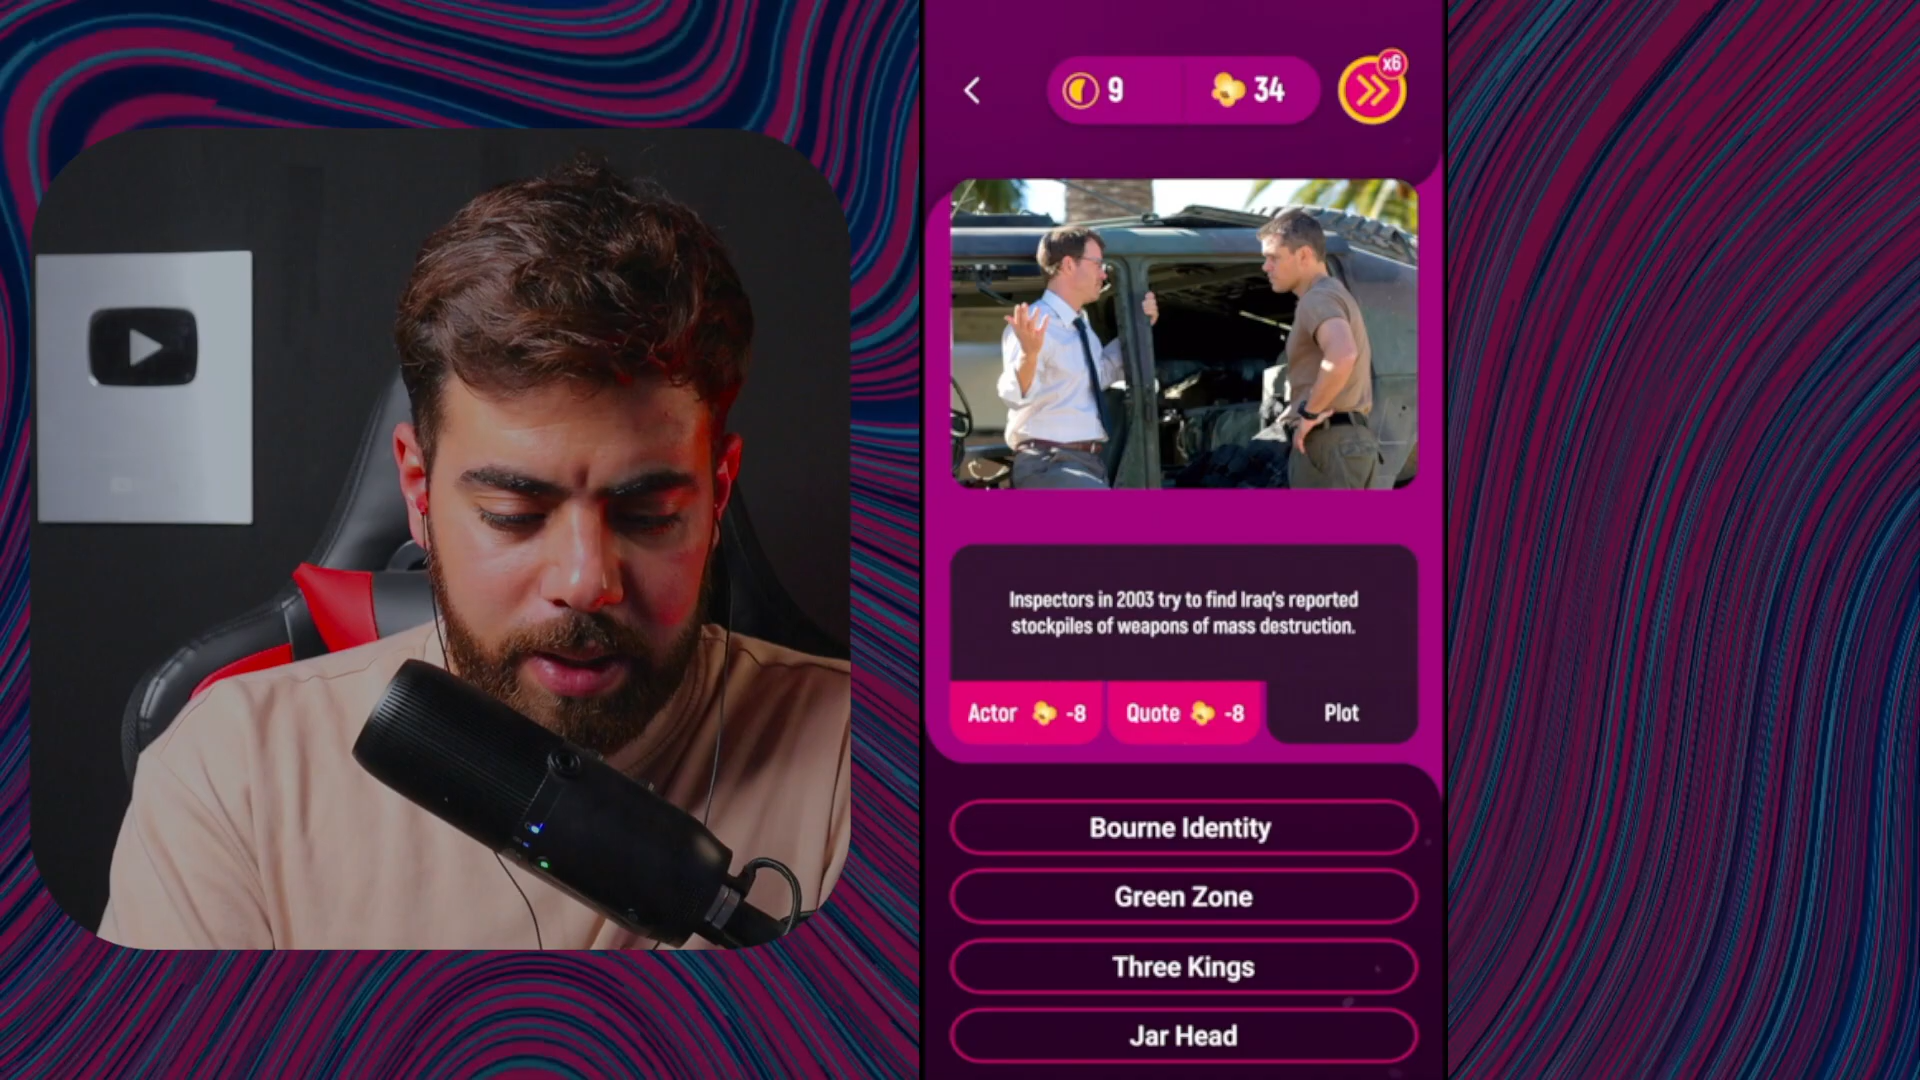 9
34
x6
Inspectors in 2003 try to find Iraq's reported
stockpiles of weapons of mass destruction.
Actor -8
Quote -8
Plot
Bourne Identity
Green Zone
Three Kings
Jar Head